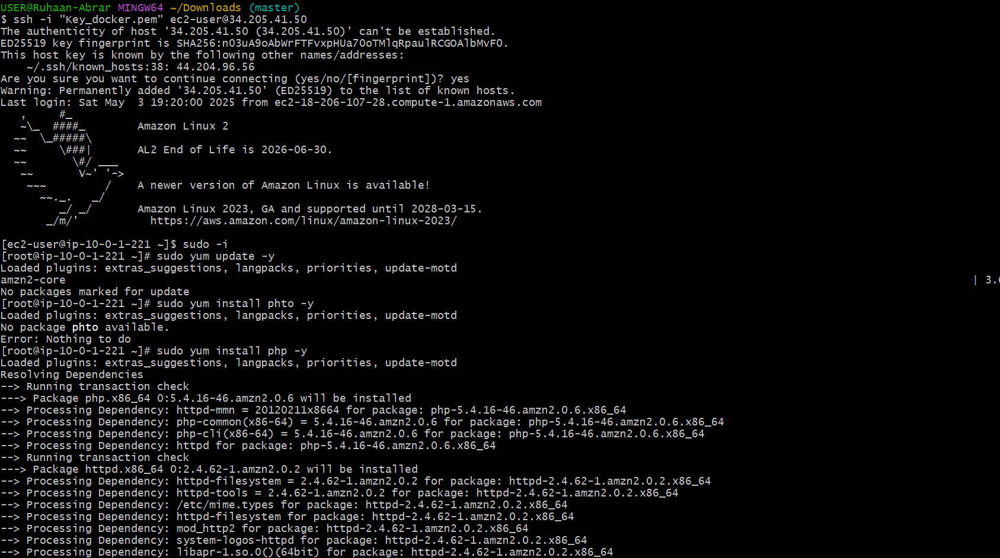 USER@Ruhaan-Abrar MINGW64 ~/Downloads (master)
$ ssh -i "Key_docker.pem" ec2-user@34.205.41.50
The authenticity of host '34.205.41.50 (34.205.41.50)' can't be established.
ED25519 key fingerprint is SHA256:n03uA9oAbWrFTFvxpHUa70oTMlqRpaulRCGOAlbMvF0.
This host key is known by the following other names/addresses:
    ~/.ssh/known_hosts:38: 44.204.96.56
Are you sure you want to continue connecting (yes/no/[fingerprint])? yes
Warning: Permanently added '34.205.41.50' (ED25519) to the list of known hosts.
Last login: Sat May  3 19:20:00 2025 from ec2-18-206-107-28.compute-1.amazonaws.com
   ,     #_
   ~\_  ####_        Amazon Linux 2
  ~~  \_#####\
  ~~     \###|       AL2 End of Life is 2026-06-30.
  ~~       \#/ ___
   ~~       V~' '->
    ~~~         /    A newer version of Amazon Linux is available!
      ~~._.   _/
         _/ _/       Amazon Linux 2023, GA and supported until 2028-03-15.
       _/m/'           https://aws.amazon.com/linux/amazon-linux-2023/
[ec2-user@ip-10-0-1-221 ~]$ sudo -i
[root@ip-10-0-1-221 ~]# sudo yum update -y
Loaded plugins: extras_suggestions, langpacks, priorities, update-motd
amzn2-core | 3.
No packages marked for update
[root@ip-10-0-1-221 ~]# sudo yum install phto -y
Loaded plugins: extras_suggestions, langpacks, priorities, update-motd
No package phto available.
Error: Nothing to do
[root@ip-10-0-1-221 ~]# sudo yum install php -y
Loaded plugins: extras_suggestions, langpacks, priorities, update-motd
Resolving Dependencies
--> Running transaction check
---> Package php.x86_64 0:5.4.16-46.amzn2.0.6 will be installed
--> Processing Dependency: httpd-mmn = 20120211x8664 for package: php-5.4.16-46.amzn2.0.6.x86_64
--> Processing Dependency: php-common(x86-64) = 5.4.16-46.amzn2.0.6 for package: php-5.4.16-46.amzn2.0.6.x86_64
--> Processing Dependency: php-cli(x86-64) = 5.4.16-46.amzn2.0.6 for package: php-5.4.16-46.amzn2.0.6.x86_64
--> Processing Dependency: httpd for package: php-5.4.16-46.amzn2.0.6.x86_64
--> Running transaction check
---> Package httpd.x86_64 0:2.4.62-1.amzn2.0.2 will be installed
--> Processing Dependency: httpd-filesystem = 2.4.62-1.amzn2.0.2 for package: httpd-2.4.62-1.amzn2.0.2.x86_64
--> Processing Dependency: httpd-tools = 2.4.62-1.amzn2.0.2 for package: httpd-2.4.62-1.amzn2.0.2.x86_64
--> Processing Dependency: /etc/mime.types for package: httpd-2.4.62-1.amzn2.0.2.x86_64
--> Processing Dependency: httpd-filesystem for package: httpd-2.4.62-1.amzn2.0.2.x86_64
--> Processing Dependency: mod_http2 for package: httpd-2.4.62-1.amzn2.0.2.x86_64
--> Processing Dependency: system-logos-httpd for package: httpd-2.4.62-1.amzn2.0.2.x86_64
--> Processing Dependency: libapr-1.so.0()(64bit) for package: httpd-2.4.62-1.amzn2.0.2.x86_64